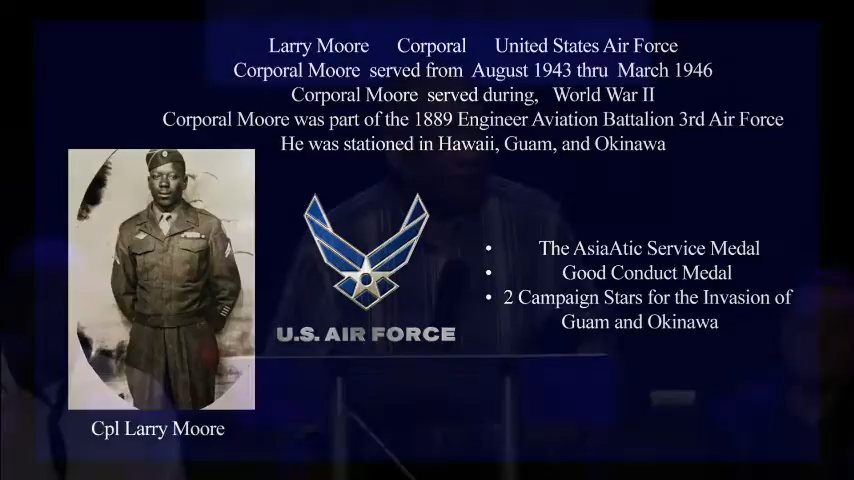 Larry Moore Corporal United States Air Force
Corporal Moore served from August 1943 thru March 1946
Corporal Moore served during, World War II
Corporal Moore was part of the 1889 Engineer Aviation Battalion 3rd Air Force
He was stationed in Hawaii, Guam, and Okinawa
• The AsiaAtic Service Medal
• Good Conduct Medal
• 2 Campaign Stars for the Invasion of
Guam and Okinawa
U.S. AIR FORCE
Cpl Larry Moore